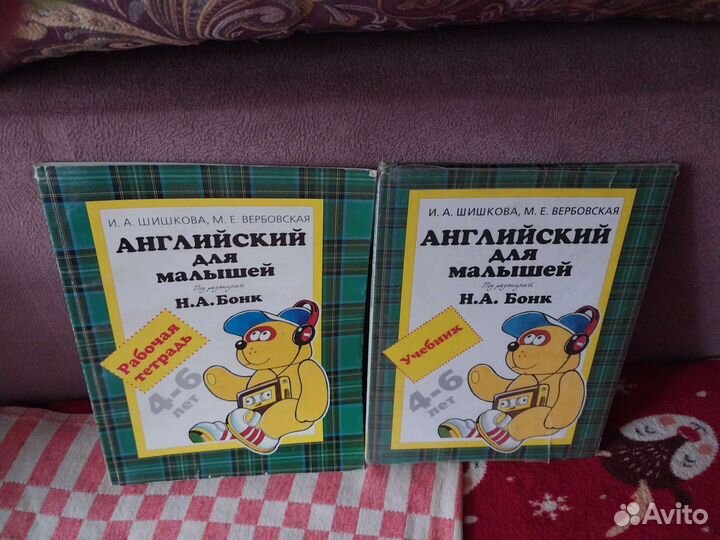 И. А. ШИШКОВА, М. Е. ВЕРБОВСКАЯ
АНГЛИЙСКИЙ
ДЛЯ
МАЛЫШЕЙ
Под редакцией
Н.А. Бонк
Рабочая
тетрадь
4-6
лет
И. А. ШИШКОВА, М. Е. ВЕРБОВСКАЯ
АНГЛИЙСКИЙ
ДЛЯ
МАЛЫШЕЙ
Под редакцией
Н.А. Бонк
Учебник
4-6
лет
Avito